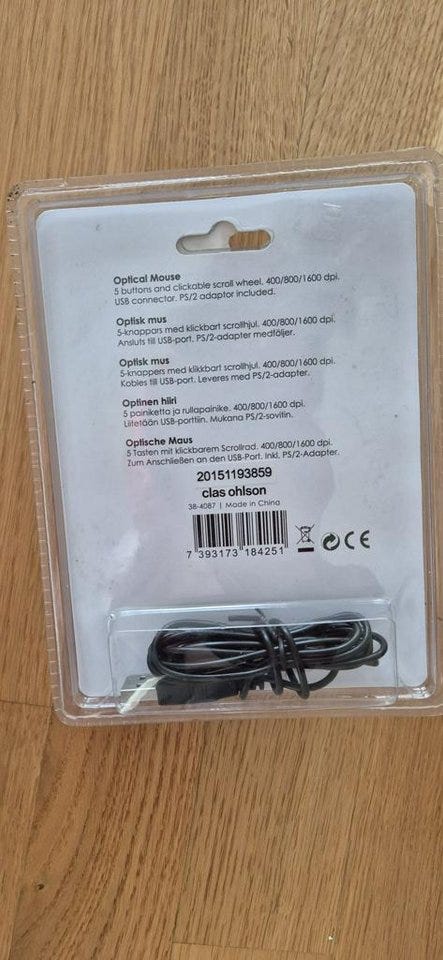 Optical Mouse
5 buttons and clickable scroll wheel. 400/800/1600 dpi.
USB connector. PS/2 adaptor included.
Optisk mus
5-knappars med klickbart scrollhjul. 400/800/1600 dpi.
Ansluts till USB-port. PS/2-adapter medföljer.
Optisk mus
5-knappers med klikkbart scrollhjul. 400/800/1600 dpi.
Kobles till USB-port. Leveres med PS/2-adapter.
Optinen hiiri
5 painiketta ja rullapainike. 400/800/1600 dpi.
Liitetään USB-porttiin. Mukana PS/2-sovitin.
Optische Maus
5 Tasten mit klickbarem Scrollrad. 400/800/1600 dpi.
Zum Anschließen an den USB-Port. Inkl. PS/2-Adapter.
20151193859
clas ohlson
38-4087 | Made in China
7 393173 184251
CE